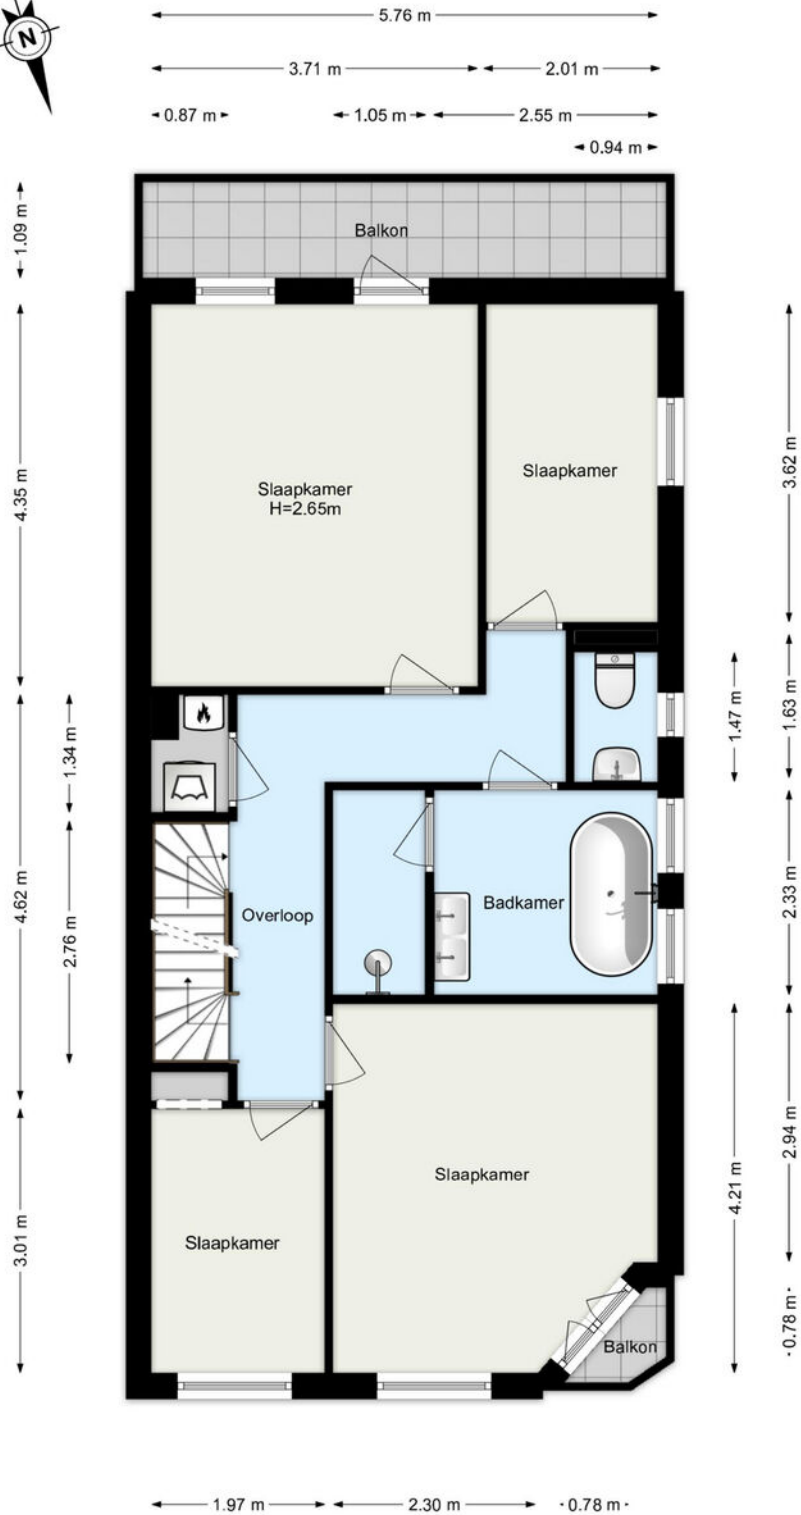 N
5.76 m
3.71 m
2.01 m
0.87 m
1.05 m
2.55 m
0.94 m
1.09 m
Balkon
4.35 m
Slaapkamer
H=2.65m
Slaapkamer
3.62 m
1.34 m
1.47 m
1.63 m
4.62 m
2.76 m
Overloop
Badkamer
2.33 m
Slaapkamer
4.21 m
2.94 m
3.01 m
Slaapkamer
Balkon
0.78 m
1.97 m
2.30 m
0.78 m